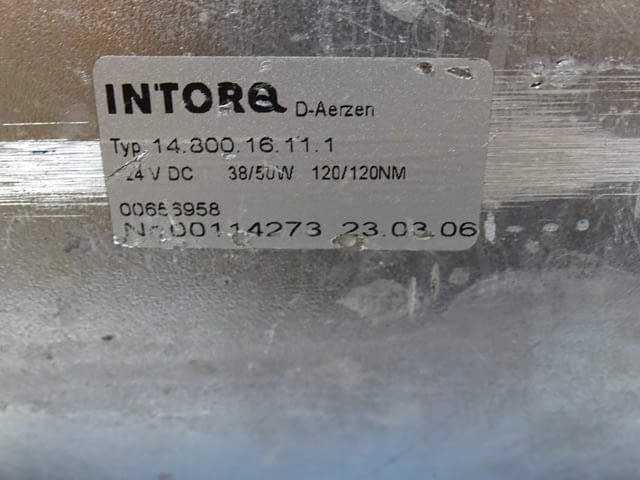 INTORQ D-Aerzen
Typ 14.800.16.11.1
24 V DC 38/50W 120/120NM
00656958
Nr. 00114273 23.03.06